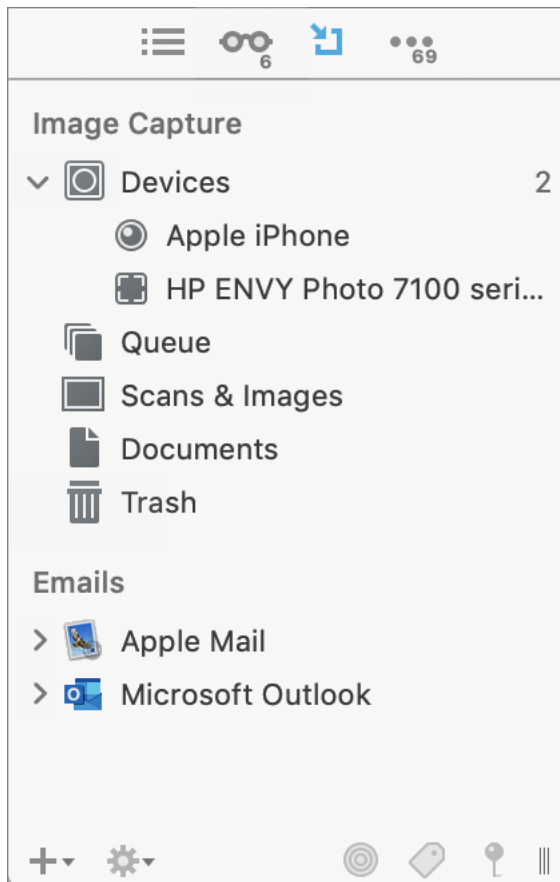 6
69
Image Capture
Devices 2
Apple iPhone
HP ENVY Photo 7100 seri...
Queue
Scans & Images
Documents
Trash
Emails
Apple Mail
Microsoft Outlook